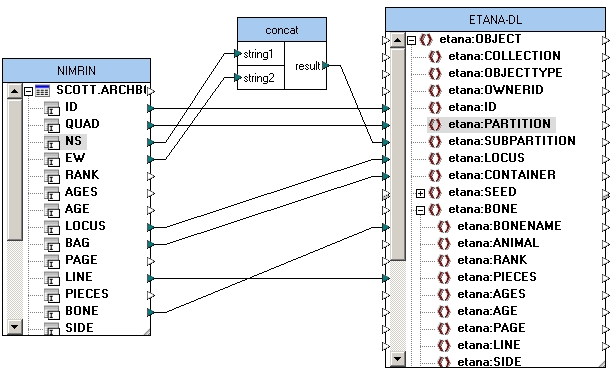 NIMRIN
SCOTT.ARCHB
ID
QUAD
NS
EW
RANK
AGES
AGE
LOCUS
BAG
PAGE
LINE
PIECES
BONE
SIDE
concat
string1
string2
result
ETANA-DL
etana:OBJECT
etana:COLLECTION
etana:OBJECTTYPE
etana:OWNERID
etana:ID
etana:PARTITION
etana:SUBPARTITION
etana:LOCUS
etana:CONTAINER
etana:SEED
etana:BONE
etana:BONENAME
etana:ANIMAL
etana:RANK
etana:PIECES
etana:AGES
etana:AGE
etana:PAGE
etana:LINE
etana:SIDE